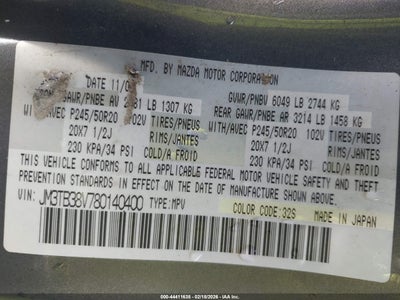 MFD. BY MAZDA MOTOR CORPORATION
DATE 11/0 GVWR/PNBV 6049 LB 2744 KG
GAWR/PNBE AV 2881 LB 1307 KG REAR GAWR/PNBE AR 3214 LB 1458 KG
WITH/AVEC P245/50R20 102V TIRES/PNEUS WITH/AVEC P245/50R20 102V TIRES/PNEUS
20X7 1/2J RIMS/JANTES 20X7 1/2J RIMS/JANTES
230 KPA/34 PSI COLD/A FROID 230 KPA/34 PSI COLD/A FROID
THIS VEHICLE CONFORMS TO ALL APPLICABLE FEDERAL MOTOR VEHICLE SAFETY AND THEFT
PREVENTION STANDARDS IN EFFECT ON THE DATE OF MANUFACTURE SHOWN ABOVE.
VIN: JM3TB38V780140400 TYPE:MPV
COLOR CODE:32S MADE IN JAPAN
000-44411635 - 02/18/2026 - IAA Inc.